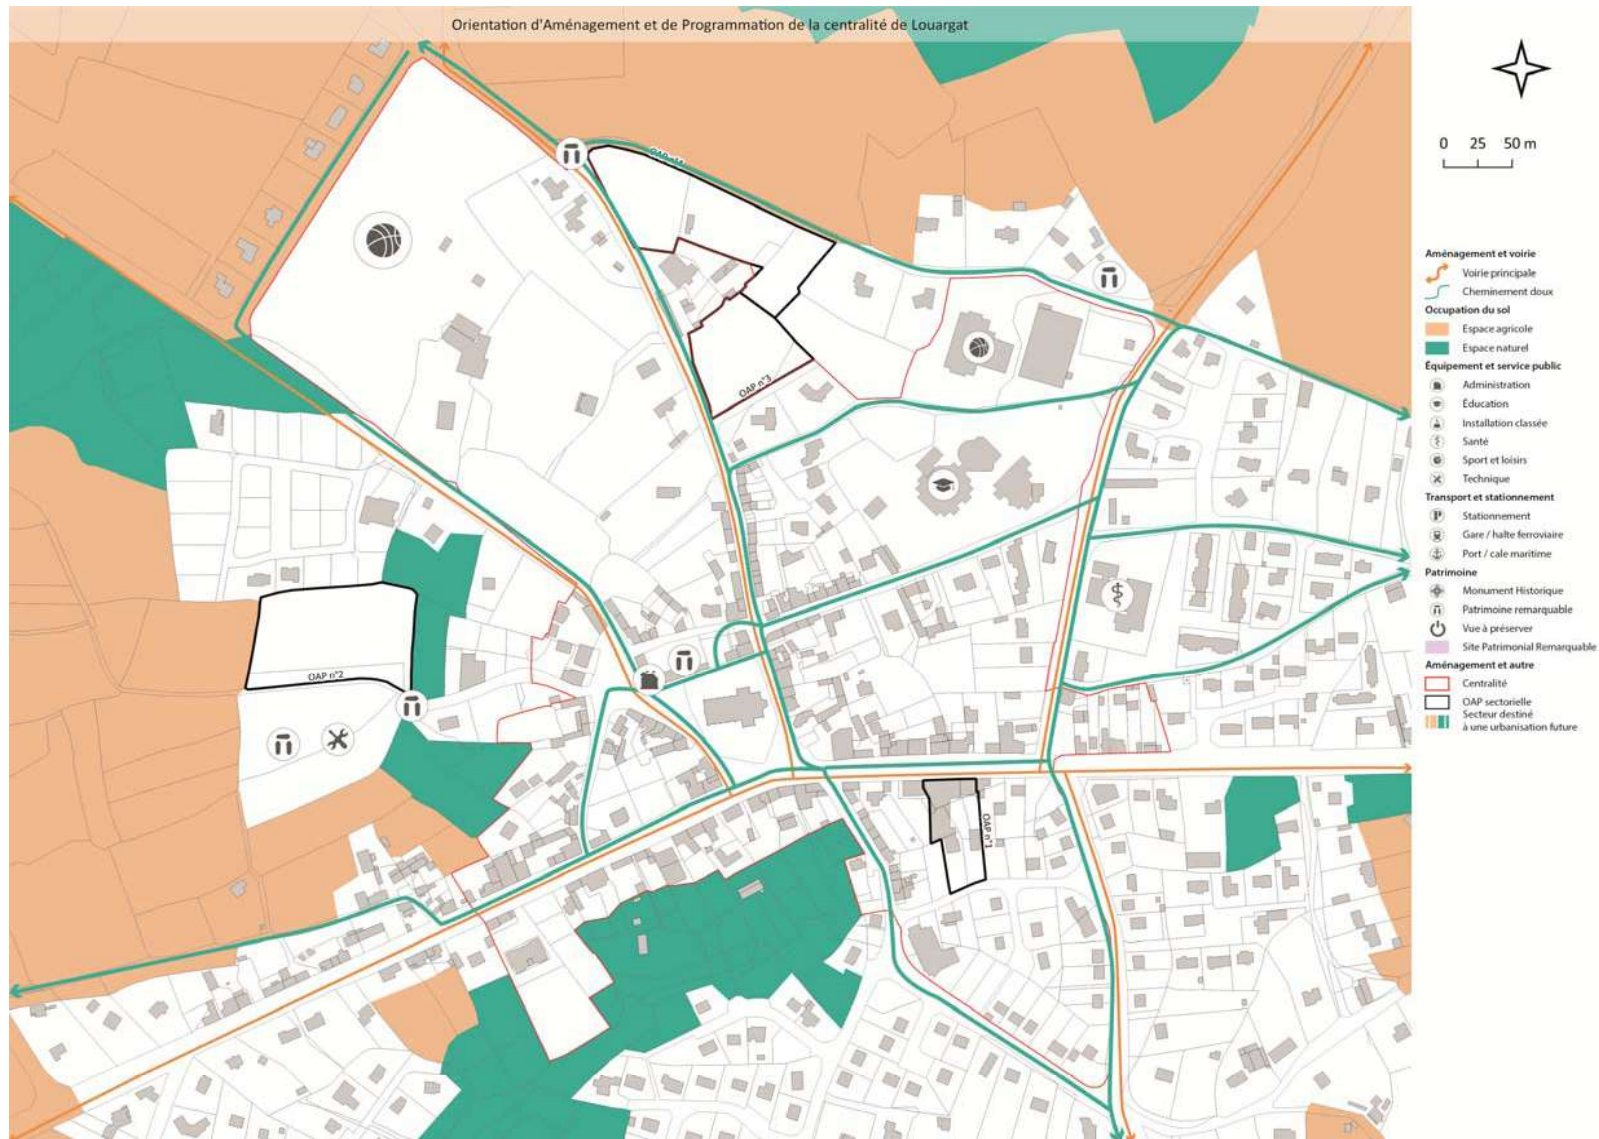 Orientation d'Aménagement et de Programmation de la centralité de Louargat
0 25 50 m
Aménagement et voirie
Voirie principale
Cheminement doux
Occupation du sol
Espace agricole
Espace naturel
Équipement et service public
Administration
Éducation
Installation classée
Santé
Sport et loisirs
Technique
Transport et stationnement
Stationnement
Gare / halte ferroviaire
Port / cale maritime
Patrimoine
Monument Historique
Patrimoine remarquable
Vue à préserver
Site Patrimonial Remarquable
Aménagement et autre
Centralité
OAP sectorielle
Secteur destiné
à une urbanisation future
OAP
OAP n°3
OAP n°2
OAP n°1